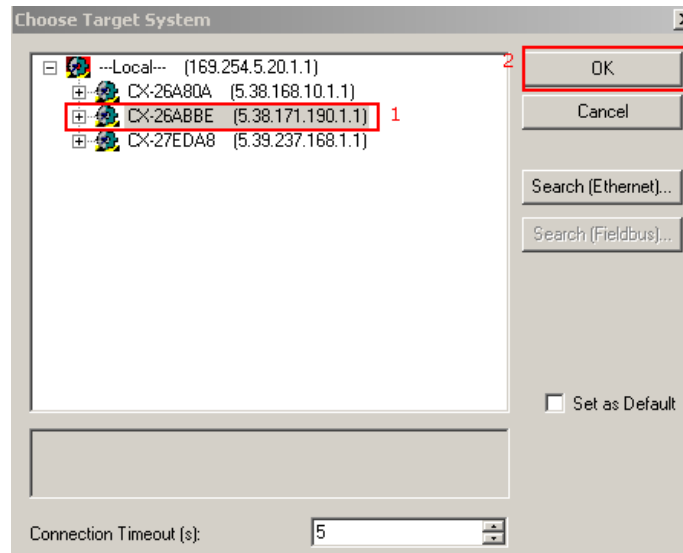 Choose Target System
---Local--- (169.254.5.20.1.1)
CX-26A80A (5.38.168.10.1.1)
CX-26ABBE (5.38.171.190.1.1) 1
CX-27EDA8 (5.39.237.168.1.1)
2 OK
Cancel
Search (Ethernet)...
Search (Fieldbus)...
Set as Default
Connection Timeout (s): 5